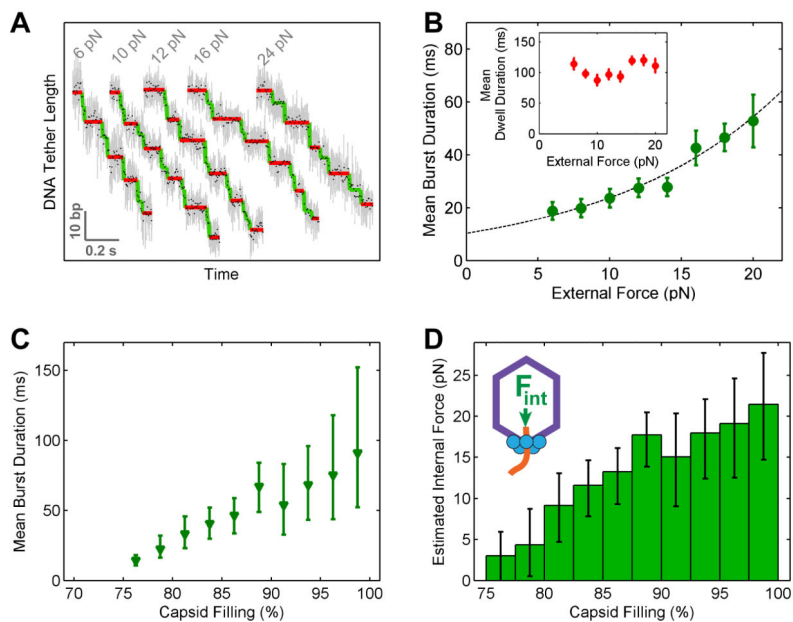 A
6 pN
10 pN
12 pN
16 pN
24 pN
DNA Tether Length
10 bp
0.2 s
Time
B
Mean Burst Duration (ms)
80
60
40
20
0
0 5 10 15 20
External Force (pN)
Mean
Dwell Duration (ms)
150
100
50
0
0 5 10 15 20
External Force (pN)
C
Mean Burst Duration
(ms)
150
100
50
0
70 75 80 85 90 95 100
Capsid Filling (%)
D
Estimated Internal Force (pN)
25
20
15
10
5
0
75 80 85 90 95 100
Capsid Filling (%)
Fint